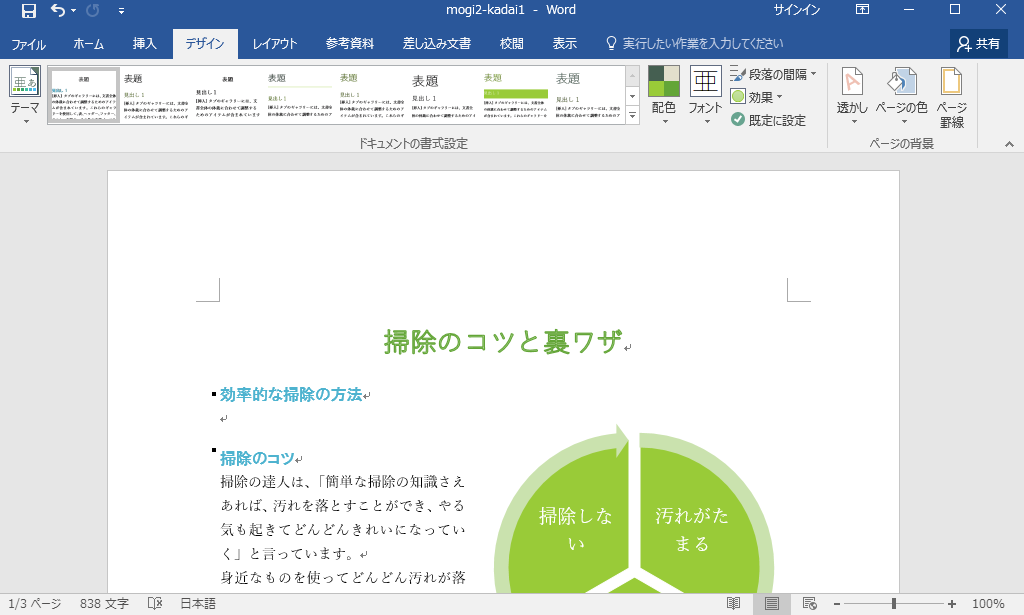 mogi2-kadai1 - Word
サインイン
ファイル ホーム 挿入 デザイン レイアウト 参考資料 差し込み文書 校閲 表示 実行したい作業を入力してください 共有
表題 表題 表題 表題 表題 表題 表題 表題
見出し 1 見出し 1 見出し 1 見出し 1 見出し 1 見出し 1 見出し 1
テーマ
配色
フォント
段落の間隔
効果
既定に設定
透かし ページの色 ページ
罫線
ドキュメントの書式設定
ページの背景
掃除のコツと裏ワザ
効率的な掃除の方法
掃除のコツ
掃除の達人は、「簡単な掃除の知識さえ
あれば、汚れを落とすことができ、やる
気も起きてどんどんきれいになってい
く」と言っています。
身近なものを使ってどんどん汚れが落
掃除しな
い
汚れがた
まる
1/3 ページ 838 文字 日本語 100%